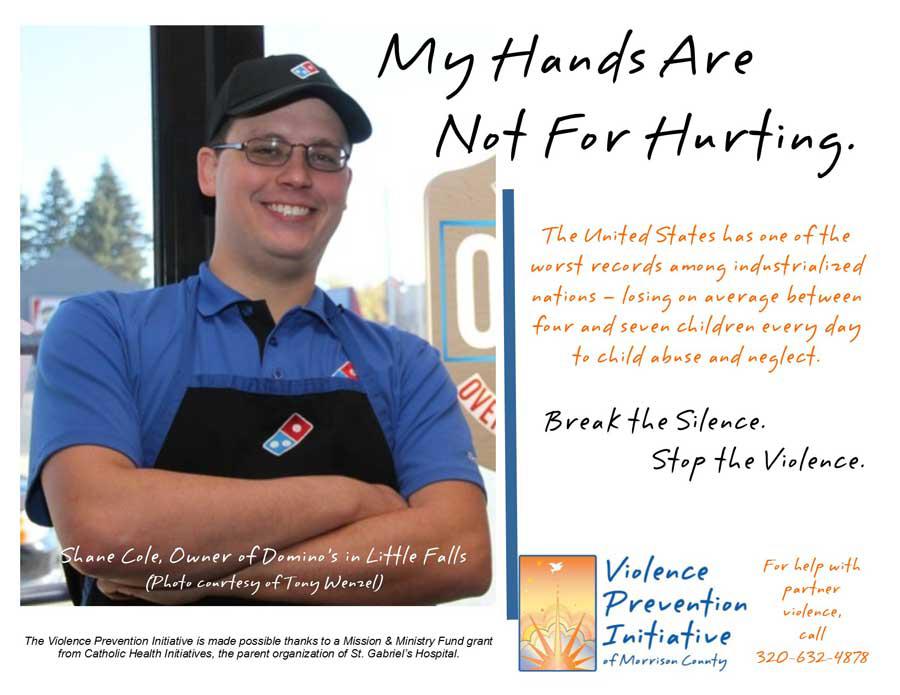 My Hands Are
Not For Hurting.
The United States has one of the
worst records among industrialized
nations – losing on average between
four and seven children every day
to child abuse and neglect.
Break the Silence.
Stop the Violence.
OVE
Shane Cole, Owner of Domino's in Little Falls
(Photo courtesy of Tony Wenzel)
The Violence Prevention Initiative is made possible thanks to a Mission & Ministry Fund grant
from Catholic Health Initiatives, the parent organization of St. Gabriel's Hospital.
Violence
Prevention
Initiative
of Morrison County
For help with
partner
violence,
call
320-632-4878